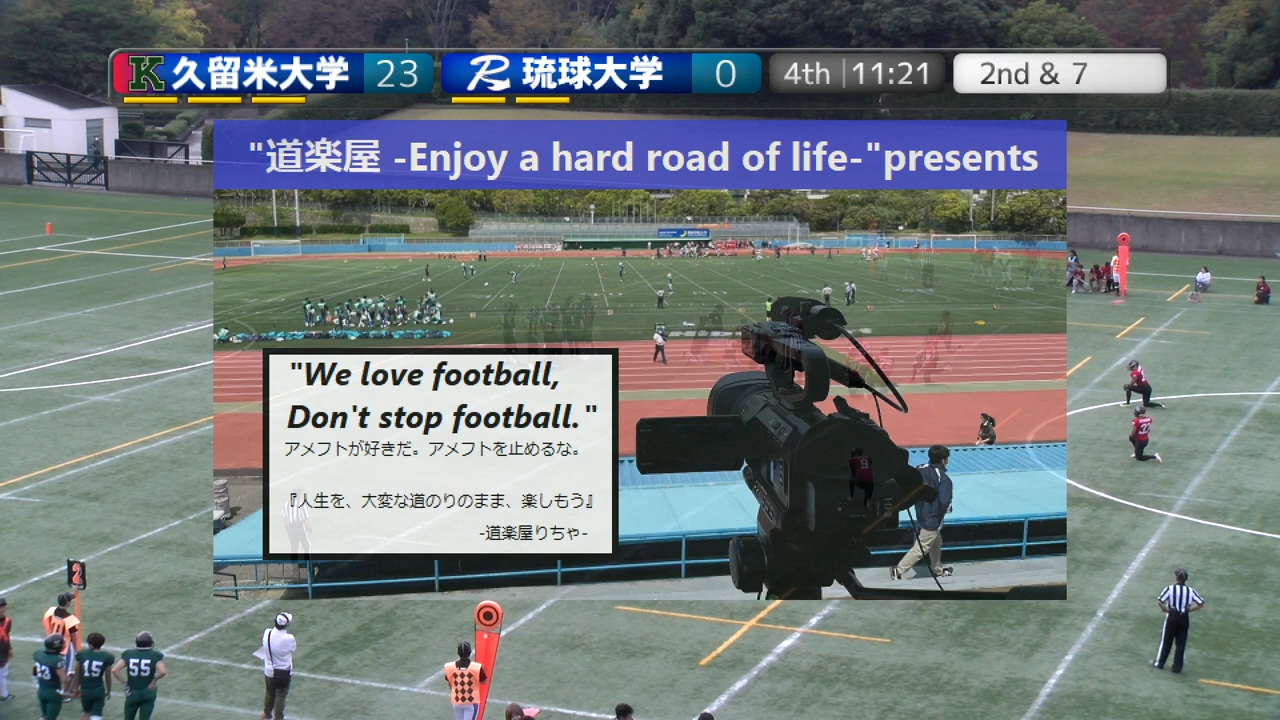 K 久留米大学 23 R 琉球大学 0 4th 11:21 2nd & 7
"道楽屋 -Enjoy a hard road of life-"presents
"We love football,
Don't stop football."
アメフトが好きだ。アメフトを止めるな。
『人生を、大変な道のりのまま、楽しもう』
-道楽屋りちゃ-
2
15
55
9